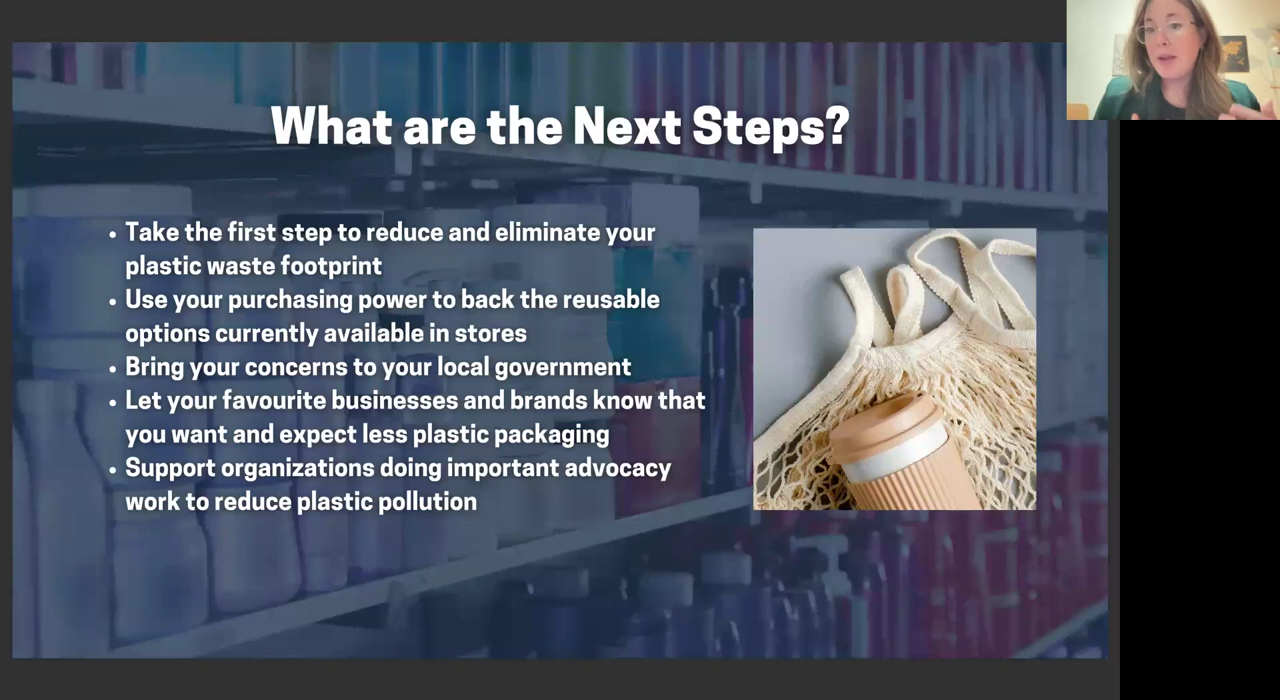 What are the Next Steps?
• Take the first step to reduce and eliminate your
plastic waste footprint
• Use your purchasing power to back the reusable
options currently available in stores
• Bring your concerns to your local government
• Let your favourite businesses and brands know that
you want and expect less plastic packaging
• Support organizations doing important advocacy
work to reduce plastic pollution